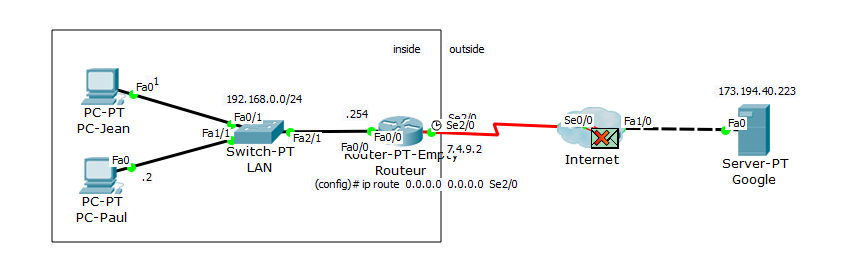 inside
outside
Fa0
1
PC-PT
PC-Jean
192.168.0.0/24
Fa0/1
Fa1/1
Fa2/1
Switch-PT
LAN
Fa0
.2
PC-PT
PC-Paul
.254
Fa0/0
Fa0/0
Se2/0
Se2/0
7.4.9.2
Router-PT-Empty
Routeur
(config)# ip route 0.0.0.0 0.0.0.0 Se2/0
Se0/0
Fa1/0
Internet
173.194.40.223
Fa0
Server-PT
Google